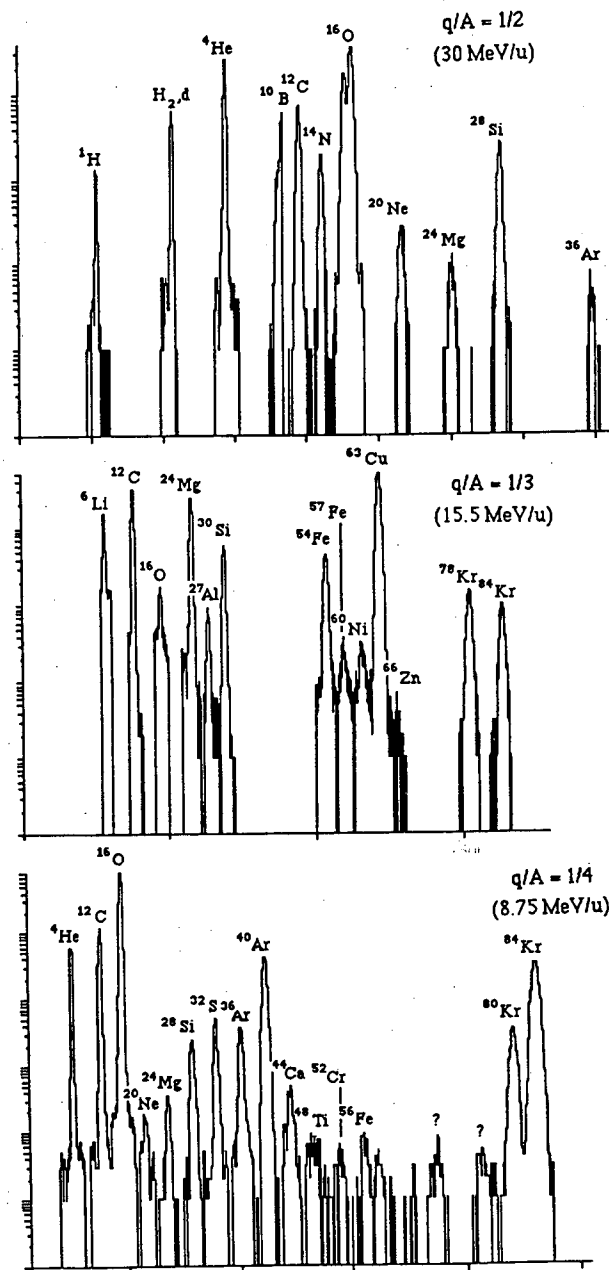 q/A = 1/2
(30 MeV/u)
¹H
H₂,d
⁴He
¹⁰B
¹²C
¹⁴N
¹⁶O
²⁰Ne
²⁴Mg
²⁸Si
³⁶Ar
q/A = 1/3
(15.5 MeV/u)
⁶Li
¹²C
¹⁶O
²⁴Mg
²⁷Al
³⁰Si
⁵⁴Fe
⁵⁷Fe
⁶⁰Ni
⁶³Cu
⁶⁶Zn
⁷⁸Kr
⁸⁴Kr
q/A = 1/4
(8.75 MeV/u)
⁴He
¹²C
¹⁶O
²⁰Ne
²⁴Mg
²⁸Si
³²S
³⁶Ar
⁴⁰Ar
⁴⁴Ca
⁴⁸Ti
⁵²Cr
⁵⁶Fe
?
?
⁸⁰Kr
⁸⁴Kr